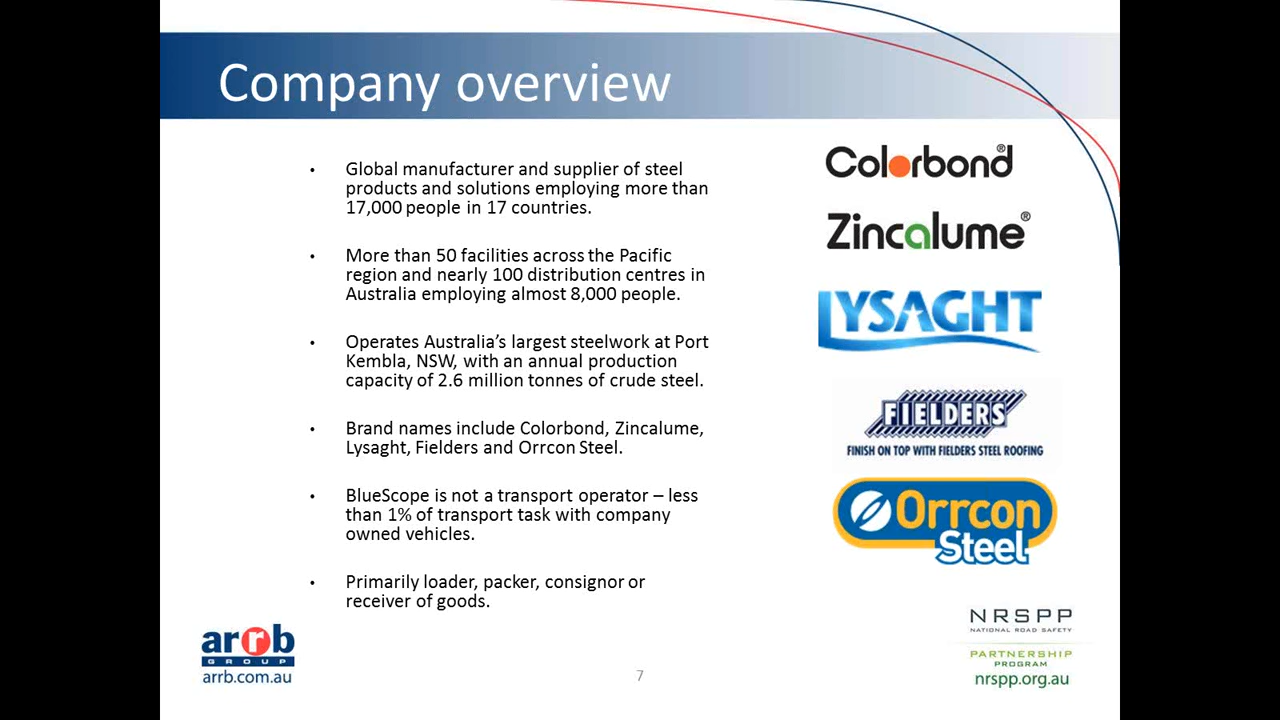 Company overview
• Global manufacturer and supplier of steel
products and solutions employing more than
17,000 people in 17 countries.
• More than 50 facilities across the Pacific
region and nearly 100 distribution centres in
Australia employing almost 8,000 people.
• Operates Australia’s largest steelwork at Port
Kembla, NSW, with an annual production
capacity of 2.6 million tonnes of crude steel.
• Brand names include Colorbond, Zincalume,
Lysaght, Fielders and Orrcon Steel.
• BlueScope is not a transport operator – less
than 1% of transport task with company
owned vehicles.
• Primarily loader, packer, consignor or
receiver of goods.
Colorbond®
Zincalume®
LYSAGHT
FIELDERS
FINISH ON TOP WITH FIELDERS STEEL ROOFING
Orrcon
Steel
arrb
GROUP
arrb.com.au
7
NRSPP
NATIONAL ROAD SAFETY
PARTNERSHIP
PROGRAM
nrspp.org.au